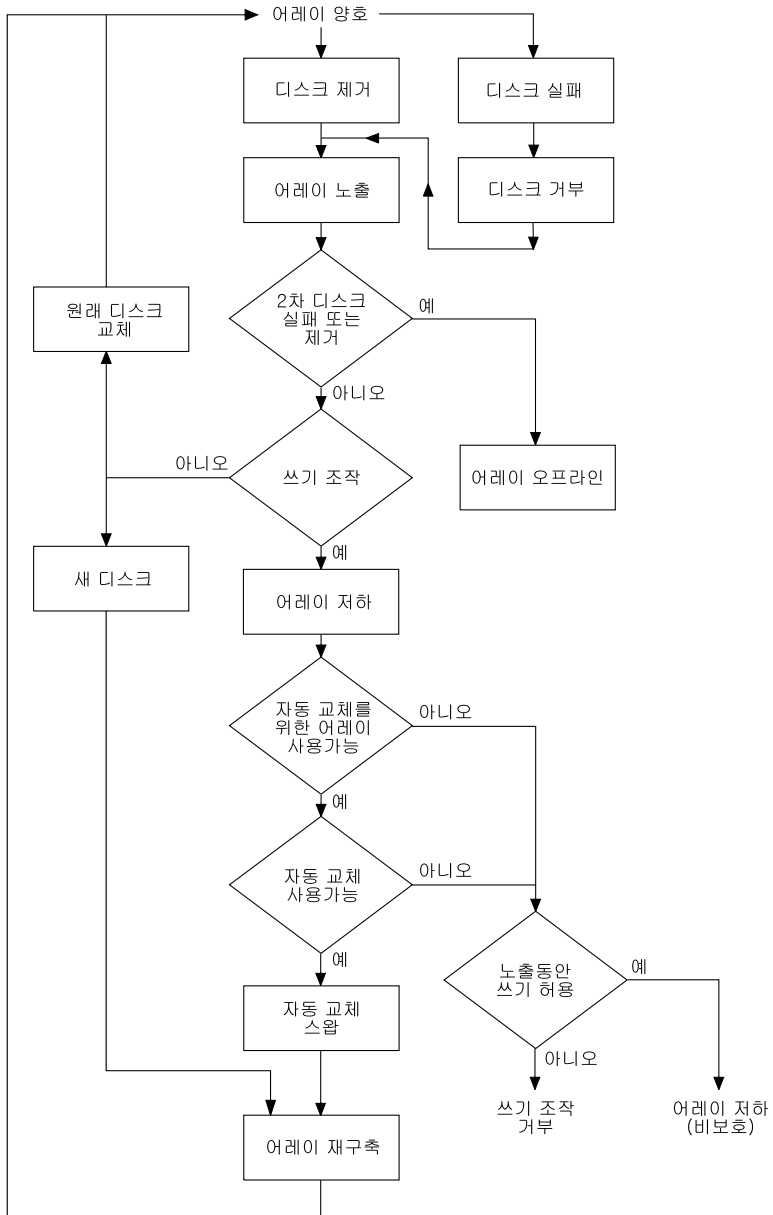 어레이 양호
디스크 제거
디스크 실패
어레이 노출
디스크 거부
원래 디스크
교체
2차 디스크
실패 또는
제거
예
아니오
쓰기 조작
아니오
어레이 오프라인
예
새 디스크
어레이 저하
자동 교체를
위한 어레이
사용가능
아니오
예
자동 교체
사용가능
아니오
예
노출동안
쓰기 허용
예
자동 교체
스왑
아니오
쓰기 조작
거부
어레이 저하
(비보호)
어레이 재구축